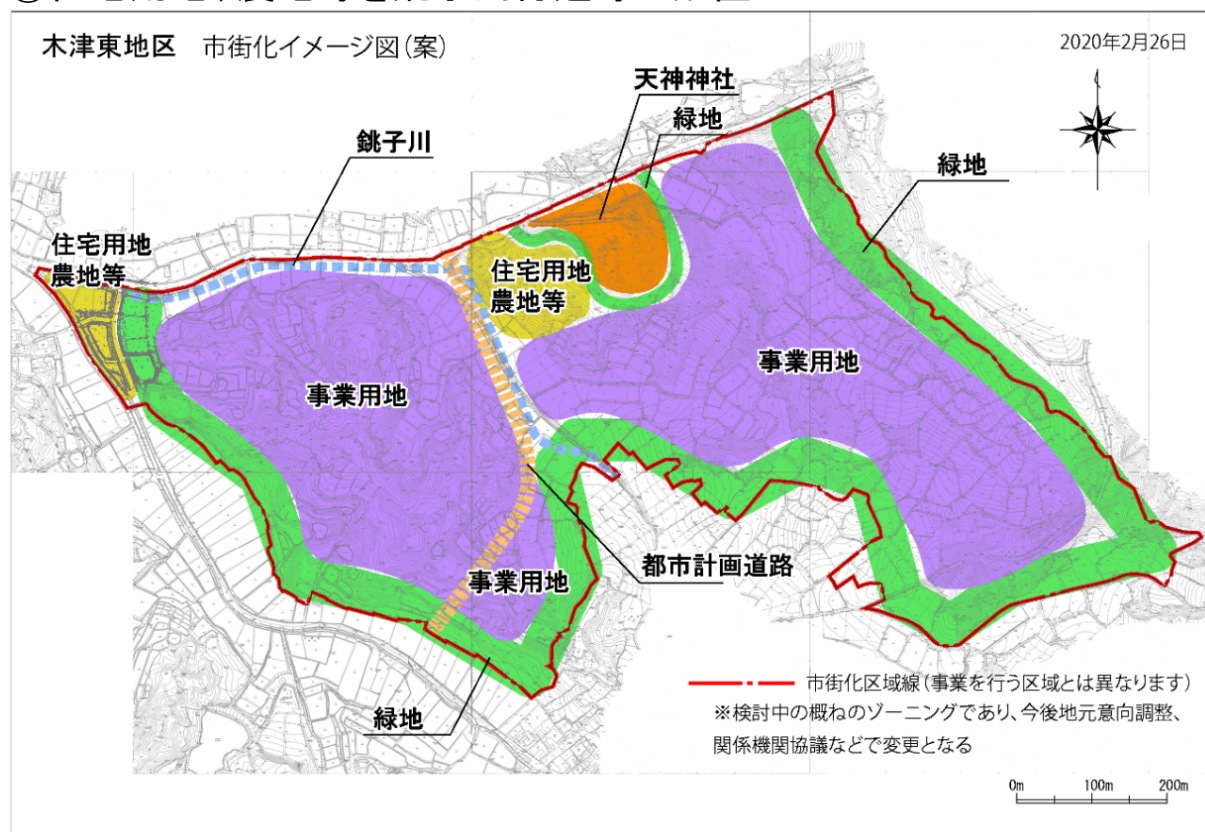 木津東地区 市街化イメージ図(案)
2020年2月26日
天神神社
緑地
銚子川
緑地
住宅用地
農地等
住宅用地
農地等
事業用地
事業用地
都市計画道路
事業用地
緑地
市街化区域線(事業を行う区域とは異なります)
※検討中の概ねのゾーニングであり、今後地元意向調整、
関係機関協議などで変更となる
0m 100m 200m